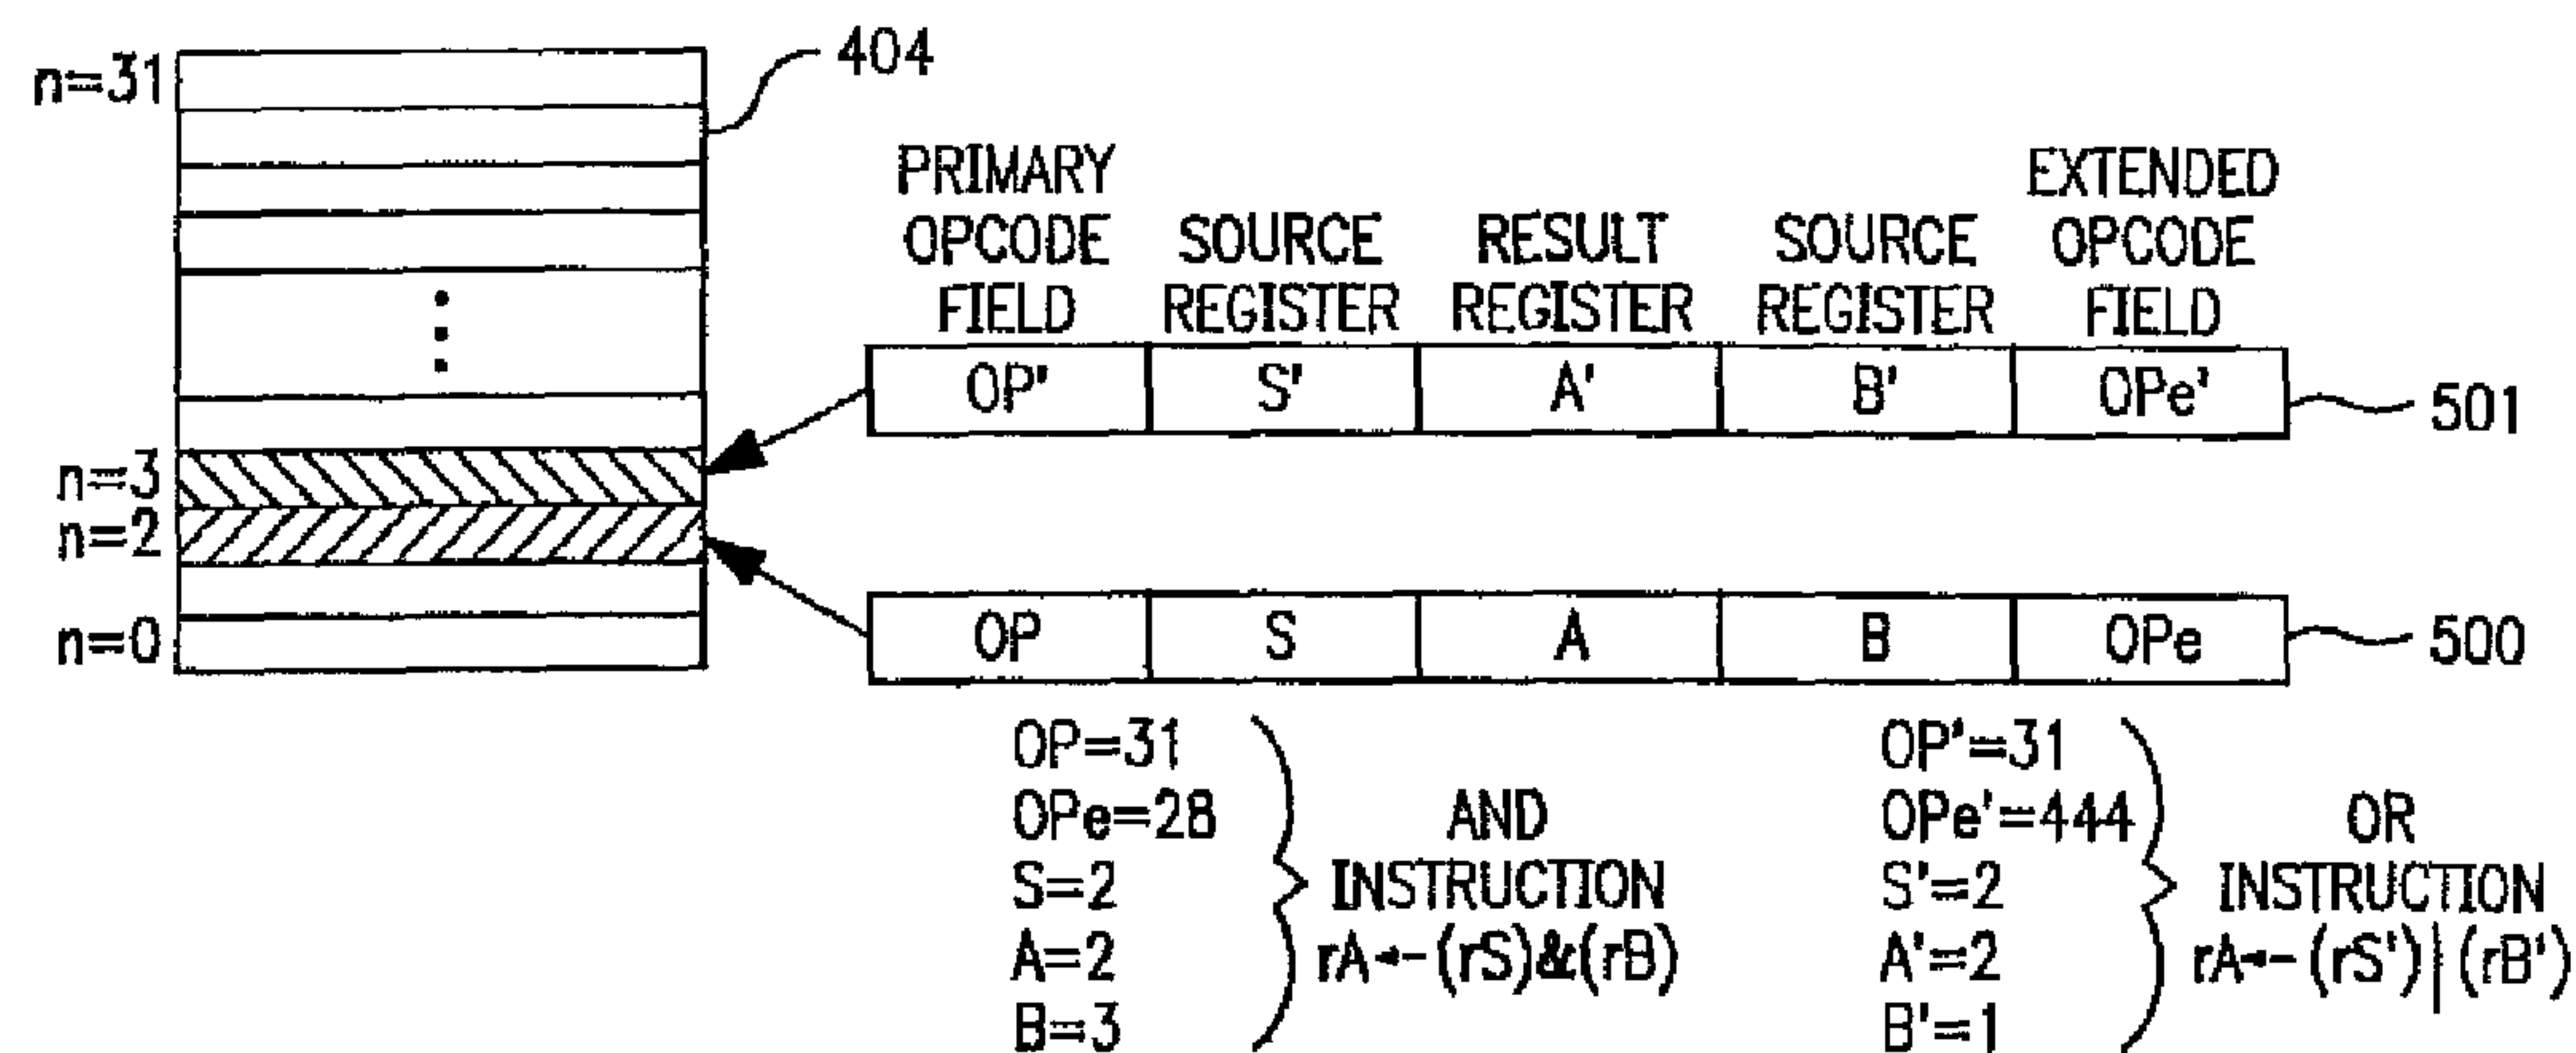 n=31
404
PRIMARY
OPCODE
FIELD
SOURCE
REGISTER
RESULT
REGISTER
SOURCE
REGISTER
EXTENDED
OPCODE
FIELD
OP' S' A' B' OPe'
501
n=3
n=2
n=0
OP S A B OPe
500
OP=31
OPe=28
S=2
A=2
B=3
AND
INSTRUCTION
rA←(rS)&(rB)
OP'=31
OPe'=444
S'=2
A'=2
B'=1
OR
INSTRUCTION
rA←(rS')|(rB')